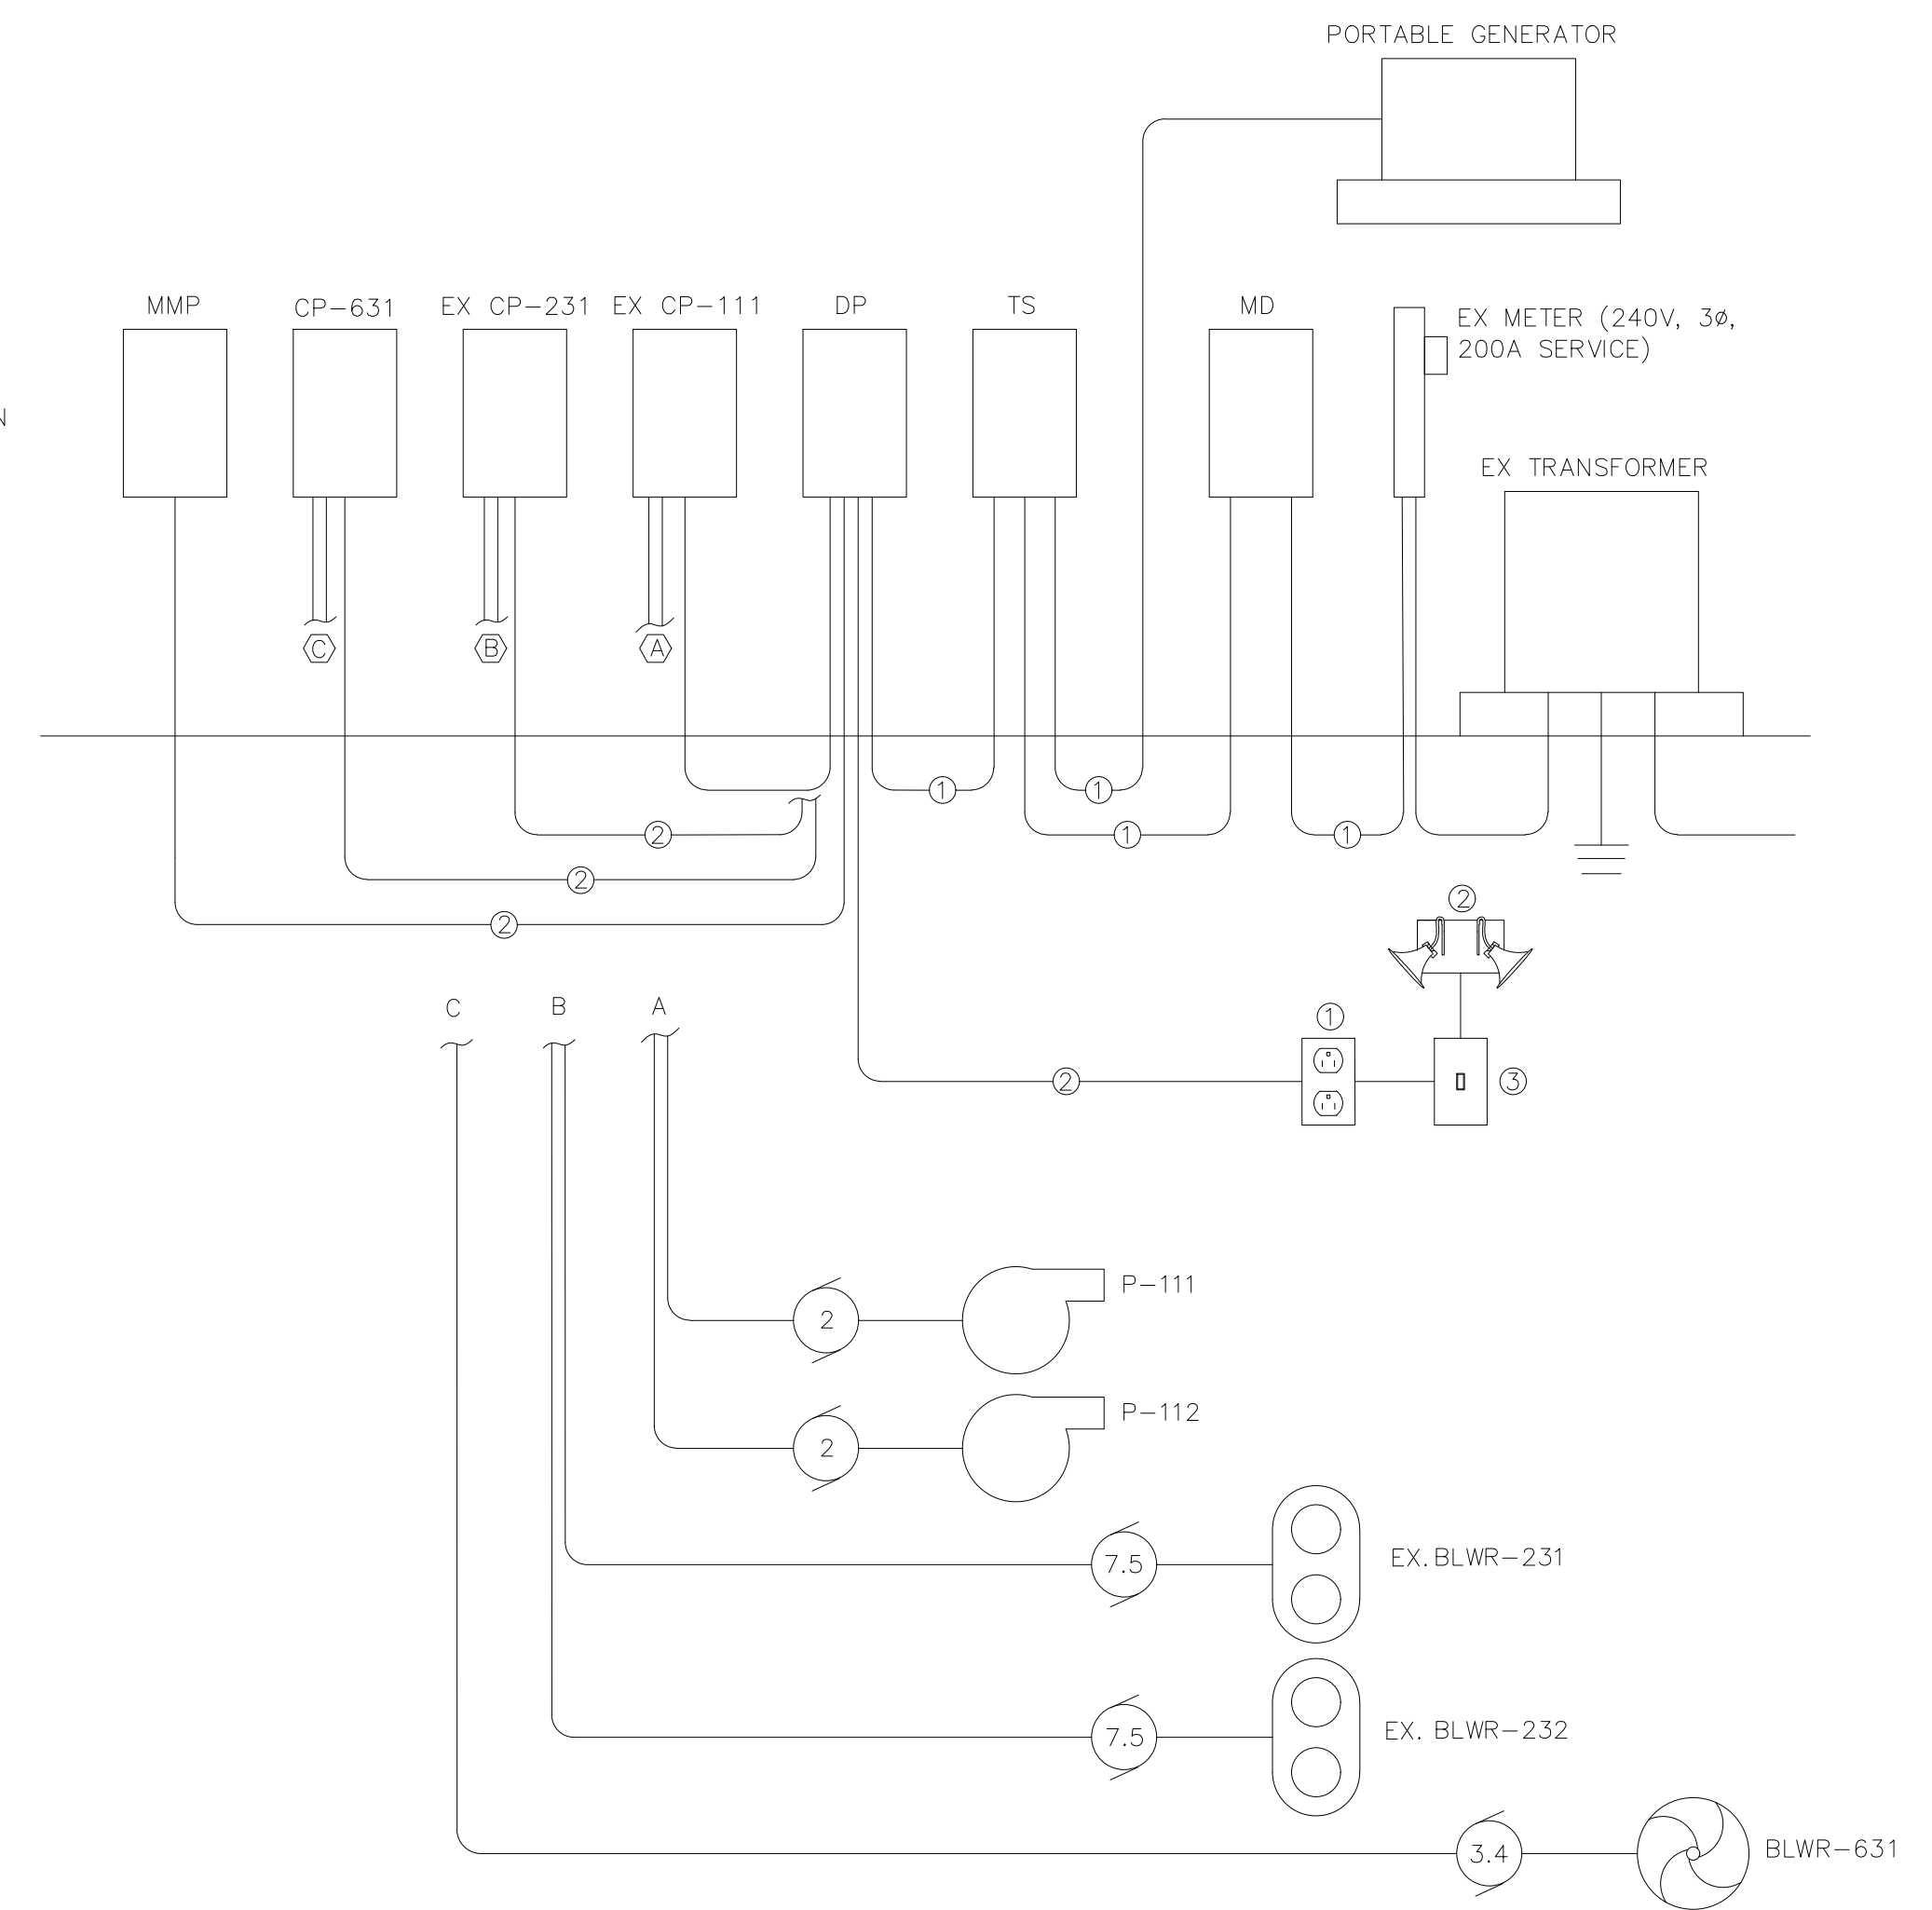 PORTABLE GENERATOR
MMP
CP-631
EX CP-231
EX CP-111
DP
TS
MD
EX METER (240V, 3ø,
200A SERVICE)
N
EX TRANSFORMER
C
B
A
1
1
2
1
1
2
2
2
C
B
A
1
2
3
2
P-111
2
P-112
7.5
EX.BLWR-231
7.5
EX. BLWR-232
3.4
BLWR-631